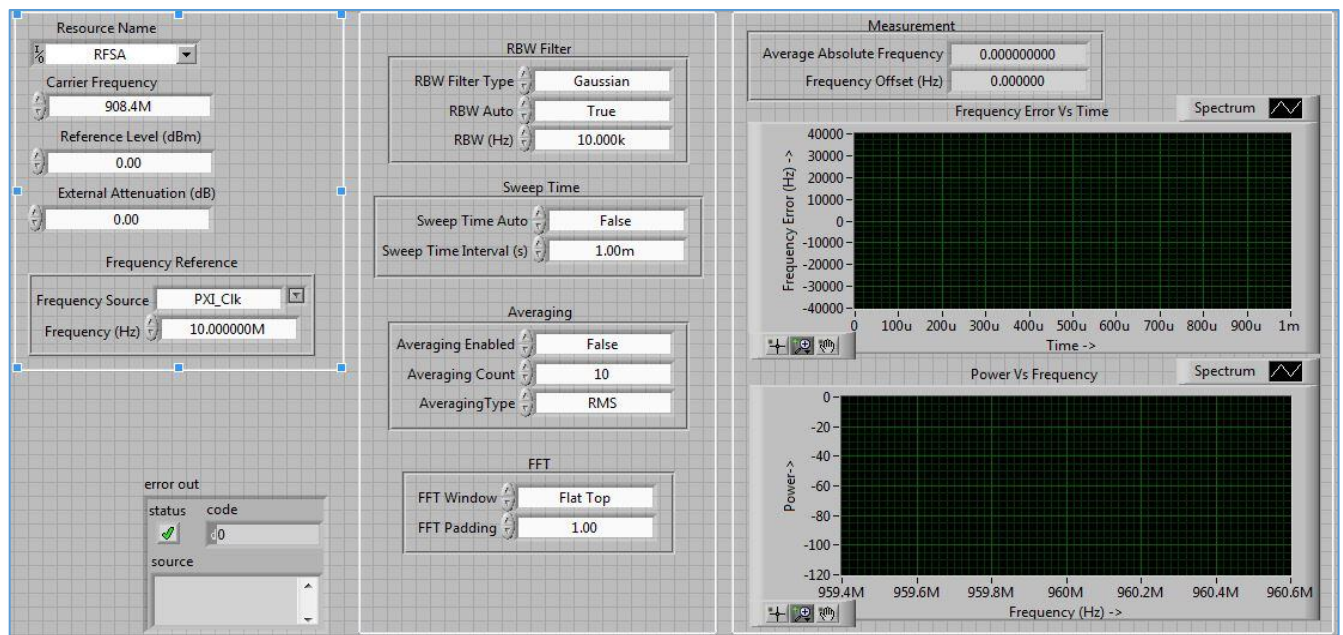 Resource Name
RFSA
Carrier Frequency
908.4M
Reference Level (dBm)
0.00
External Attenuation (dB)
0.00
Frequency Reference
Frequency Source PXI_Clk
Frequency (Hz) 10.000000M
error out
status code
0
source
RBW Filter
RBW Filter Type Gaussian
RBW Auto True
RBW (Hz) 10.000k
Sweep Time
Sweep Time Auto False
Sweep Time Interval (s) 1.00m
Averaging
Averaging Enabled False
Averaging Count 10
AveragingType RMS
FFT
FFT Window Flat Top
FFT Padding 1.00
Measurement
Average Absolute Frequency 0.000000000
Frequency Offset (Hz) 0.000000
Frequency Error Vs Time
Spectrum
Frequency Error (Hz) ->
40000
30000
20000
10000
0
-10000
-20000
-30000
-40000
0 100u 200u 300u 400u 500u 600u 700u 800u 900u 1m
Time ->
Power Vs Frequency
Spectrum
Power->
0
-20
-40
-60
-80
-100
-120
959.4M 959.6M 959.8M 960M 960.2M 960.4M 960.6M
Frequency (Hz) ->